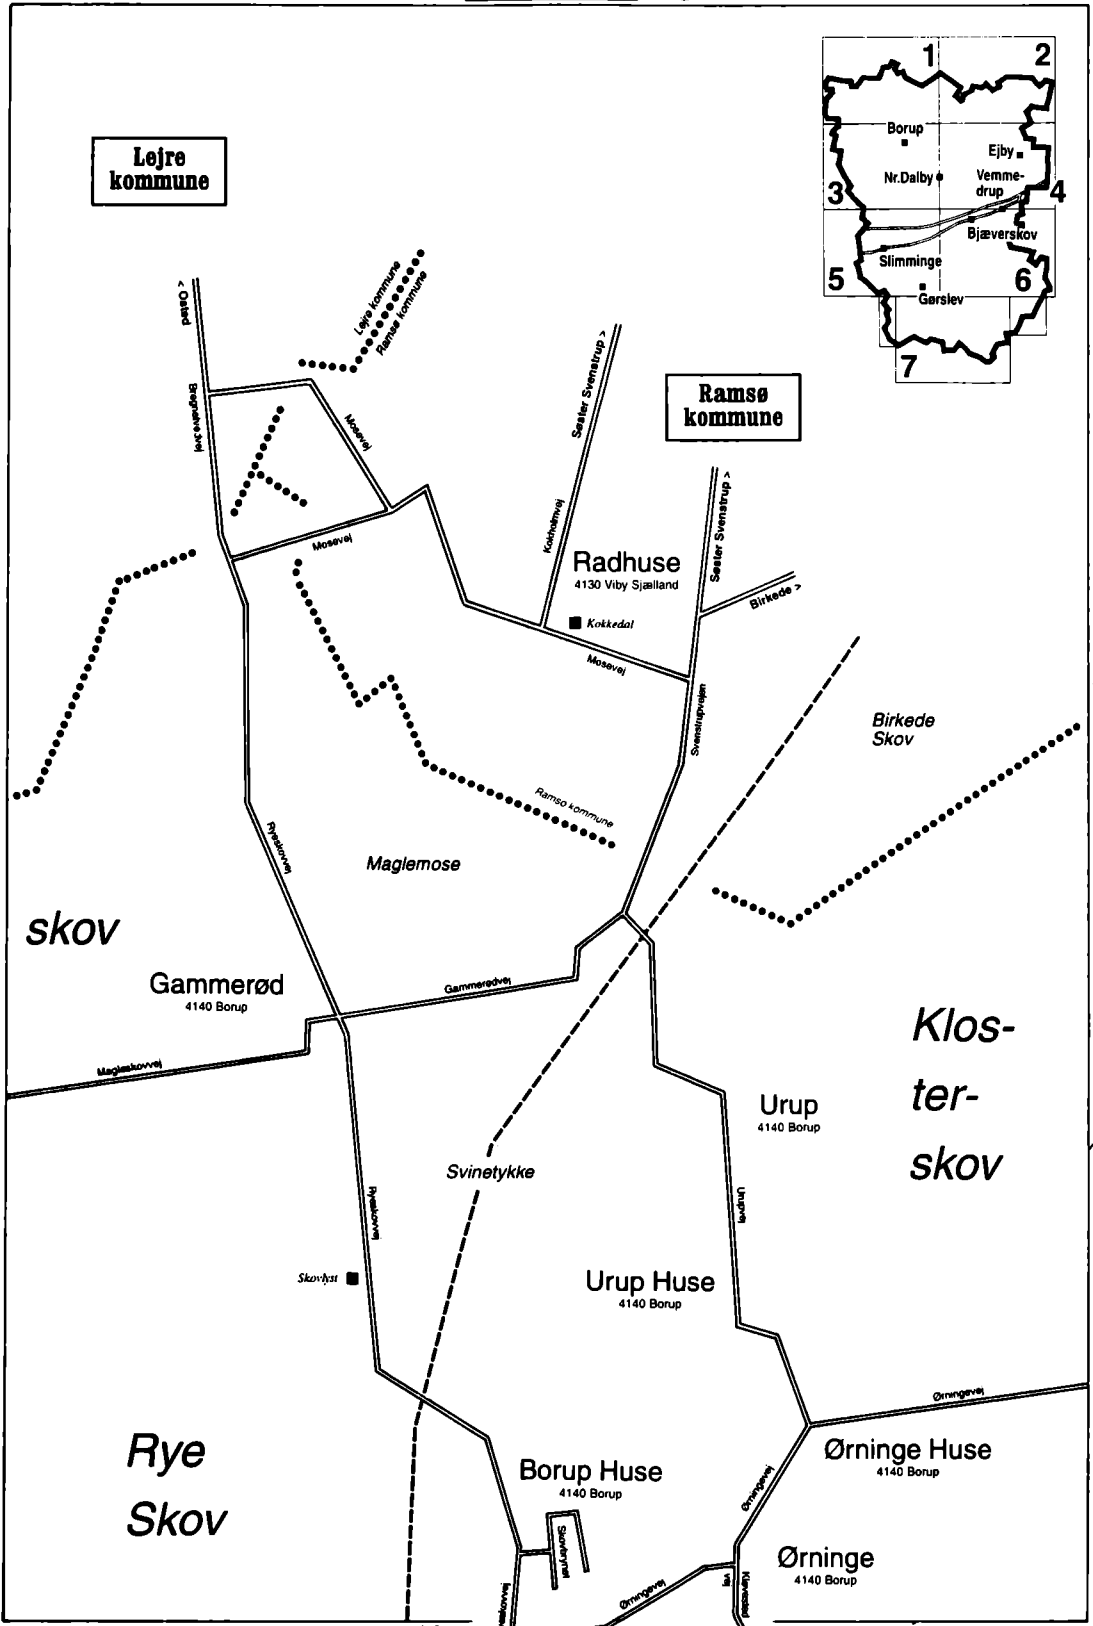 Lejre
kommune
1
2
Borup
Ejby
Nr.Dalby
Vemme-
drup
3
4
Bjæverskov
Slimminge
5
6
Gørslev
7
< Osted
Lejre kommune
Ramsø kommune
Søster Svenstrup >
Ramsø
kommune
Mosevej
Søster Svenstrup >
Kokholmvej
Mosevej
Radhuse
4130 Viby Sjælland
Birkede >
Kokkedal
Mosevej
Svenstrupvejen
Birkede
Skov
Ramsø kommune
Ryeskovvej
Maglemose
skov
Gammerød
4140 Borup
Gammerødvej
Klos-
ter-
skov
Magleskovvej
Urup
4140 Borup
Svinetykke
Ryeskovvej
Urupvej
Skovlyst
Urup Huse
4140 Borup
Ørningevej
Rye
Skov
Ørninge Huse
4140 Borup
Borup Huse
4140 Borup
Ørningevej
Skovbrynet
Ørninge
4140 Borup
Ørningevej